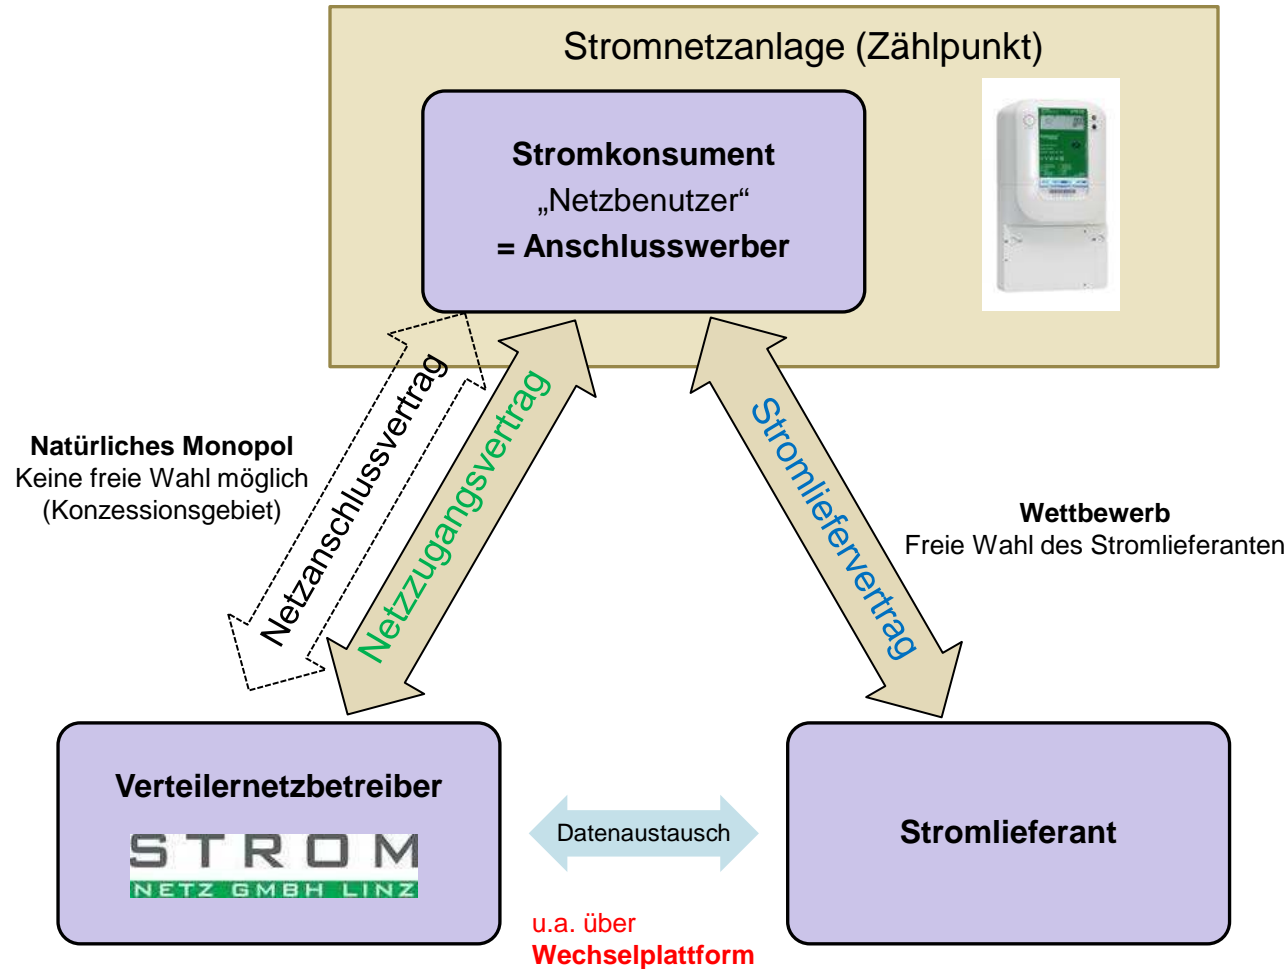 Stromnetzanlage (Zählpunkt)
Stromkonsument
„Netzbenutzer“
= Anschlusswerber
Netzanschlussvertrag
Netzzugangsvertrag
Stromliefervertrag
Natürliches Monopol
Keine freie Wahl möglich
(Konzessionsgebiet)
Wettbewerb
Freie Wahl des Stromlieferanten
Verteilernetzbetreiber
STROM
NETZ GMBH LINZ
Datenaustausch
Stromlieferant
u.a. über
Wechselplattform